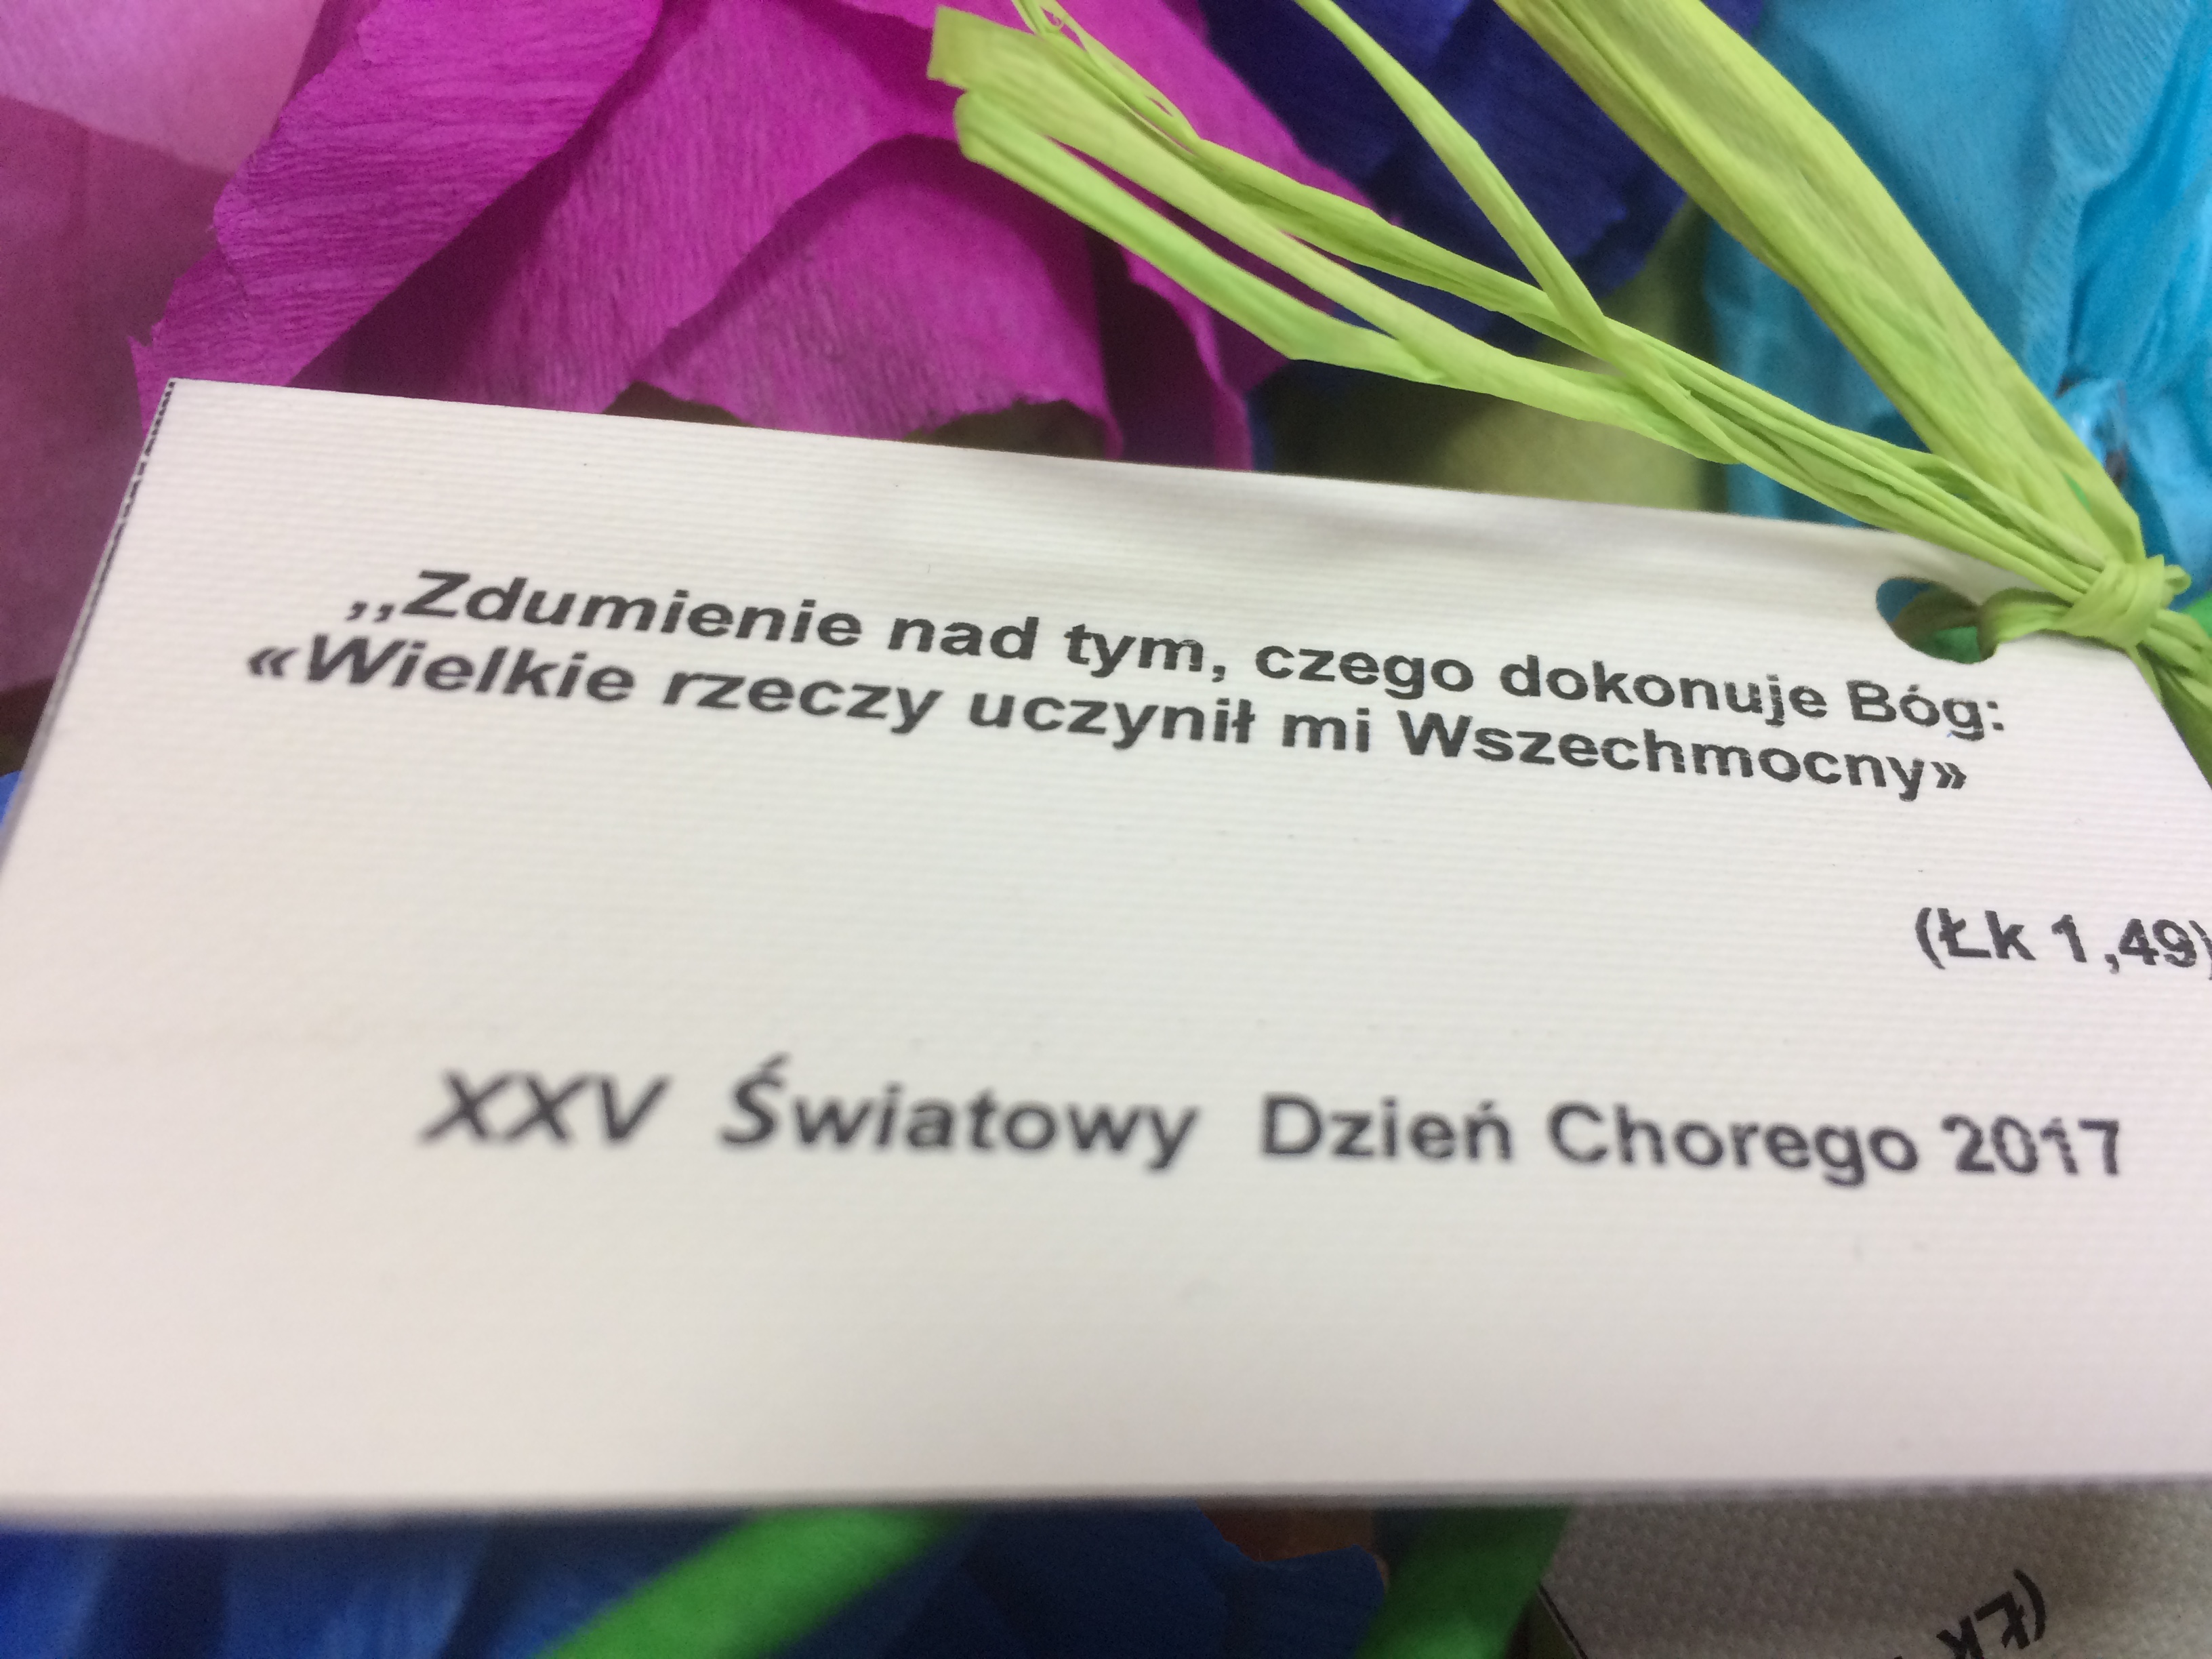 ,,Zdumienie nad tym, czego dokonuje Bóg:
«Wielkie rzeczy uczynił mi Wszechmocny»
(Łk 1,49)
XXV Światowy Dzień Chorego 2017
(Łk